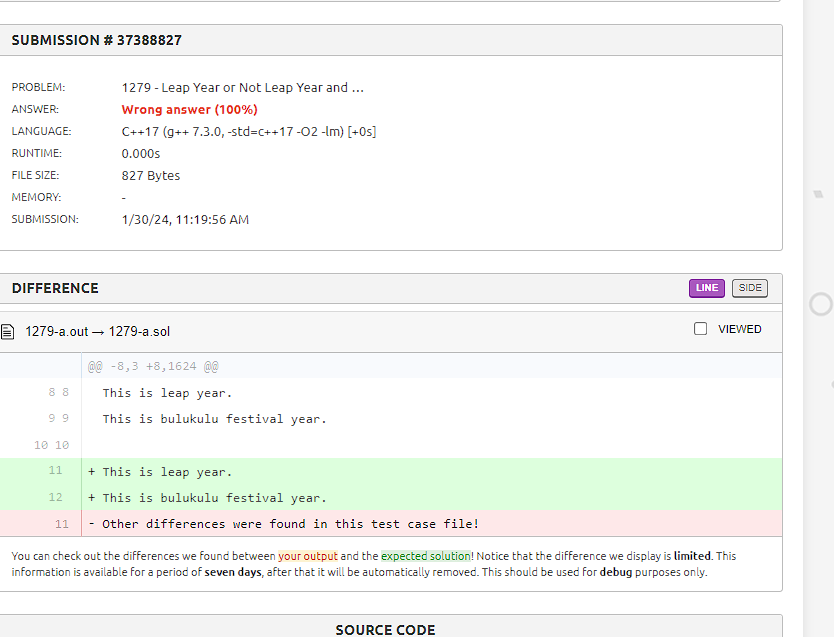 SUBMISSION # 37388827
PROBLEM: 1279 - Leap Year or Not Leap Year and ...
ANSWER: Wrong answer (100%)
LANGUAGE: C++17 (g++ 7.3.0, -std=c++17 -O2 -lm) [+0s]
RUNTIME: 0.000s
FILE SIZE: 827 Bytes
MEMORY: -
SUBMISSION: 1/30/24, 11:19:56 AM
DIFFERENCE LINE SIDE
1279-a.out → 1279-a.sol VIEWED
@@ -8,3 +8,1624 @@
8 8 This is leap year.
9 9 This is bulukulu festival year.
10 10
11 + This is leap year.
12 + This is bulukulu festival year.
11 - Other differences were found in this test case file!
You can check out the differences we found between your output and the expected solution! Notice that the difference we display is limited. This
information is available for a period of seven days, after that it will be automatically removed. This should be used for debug purposes only.
SOURCE CODE